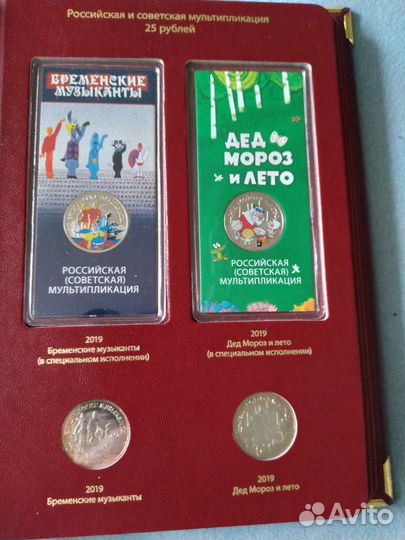 Российская и советская мультипликация
25 рублей
БРЕМЕНСКИЕ
МУЗЫКАНТЫ
РОССИЙСКАЯ
(СОВЕТСКАЯ)
МУЛЬТИПЛИКАЦИЯ
ДЕД
МОРОЗ
и ЛЕТО
РОССИЙСКАЯ
(СОВЕТСКАЯ)
МУЛЬТИПЛИКАЦИЯ
2019
Бременские музыканты
(в специальном исполнении)
2019
Дед Мороз и лето
(в специальном исполнении)
2019
Бременские музыканты
2019
Дед Мороз и лето
Avito